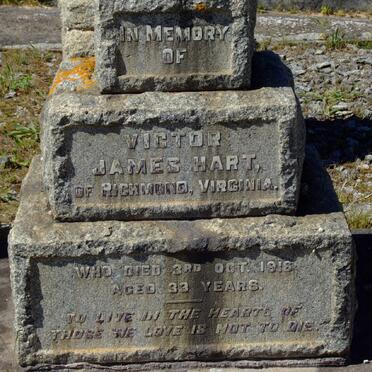 IN MEMORY
OF
VICTOR
JAMES HART,
OF RICHMOND, VIRGINIA.
WHO DIED 3RD OCT. 1918
AGED 33 YEARS.
TO LIVE IN THE HEARTS OF
THOSE WE LOVE IS NOT TO DIE.